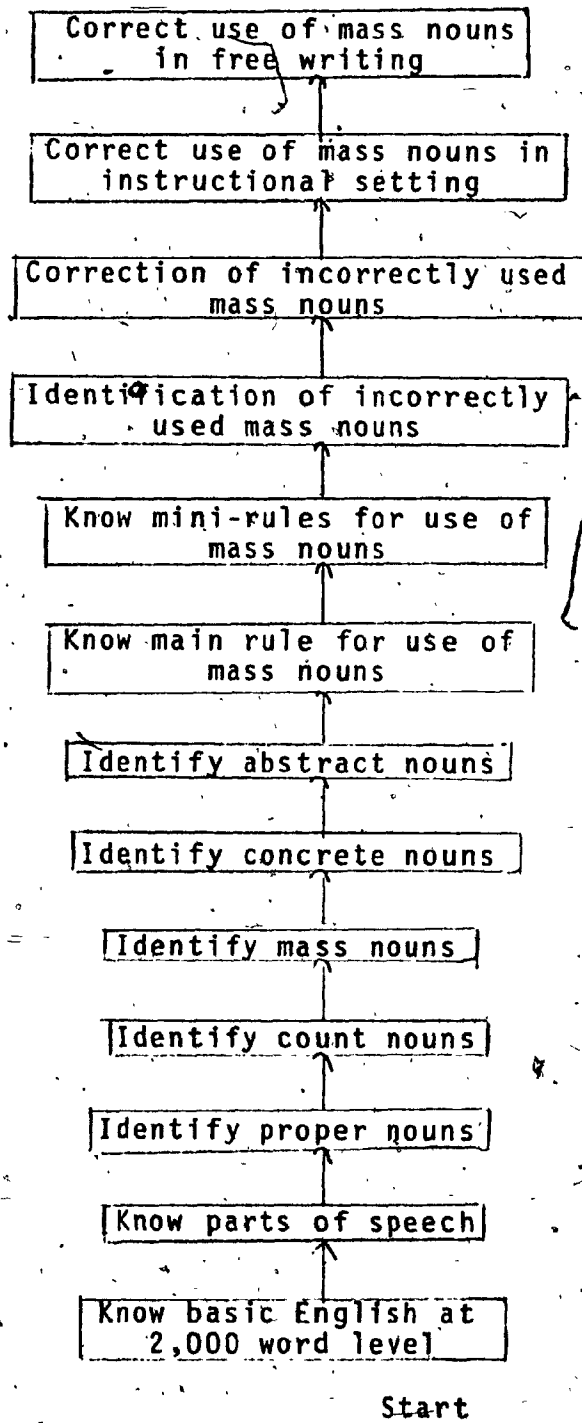 Correct use of mass nouns
in free writing
Correct use of mass nouns in
instructional setting
Correction of incorrectly used
mass nouns
Identification of incorrectly
used mass nouns
Know mini-rules for use of
mass nouns
Know main rule for use of
mass nouns
Identify abstract nouns
Identify concrete nouns
Identify mass nouns
Identify count nouns
Identify proper nouns
Know parts of speech
Know basic English at
2,000 word level
Start